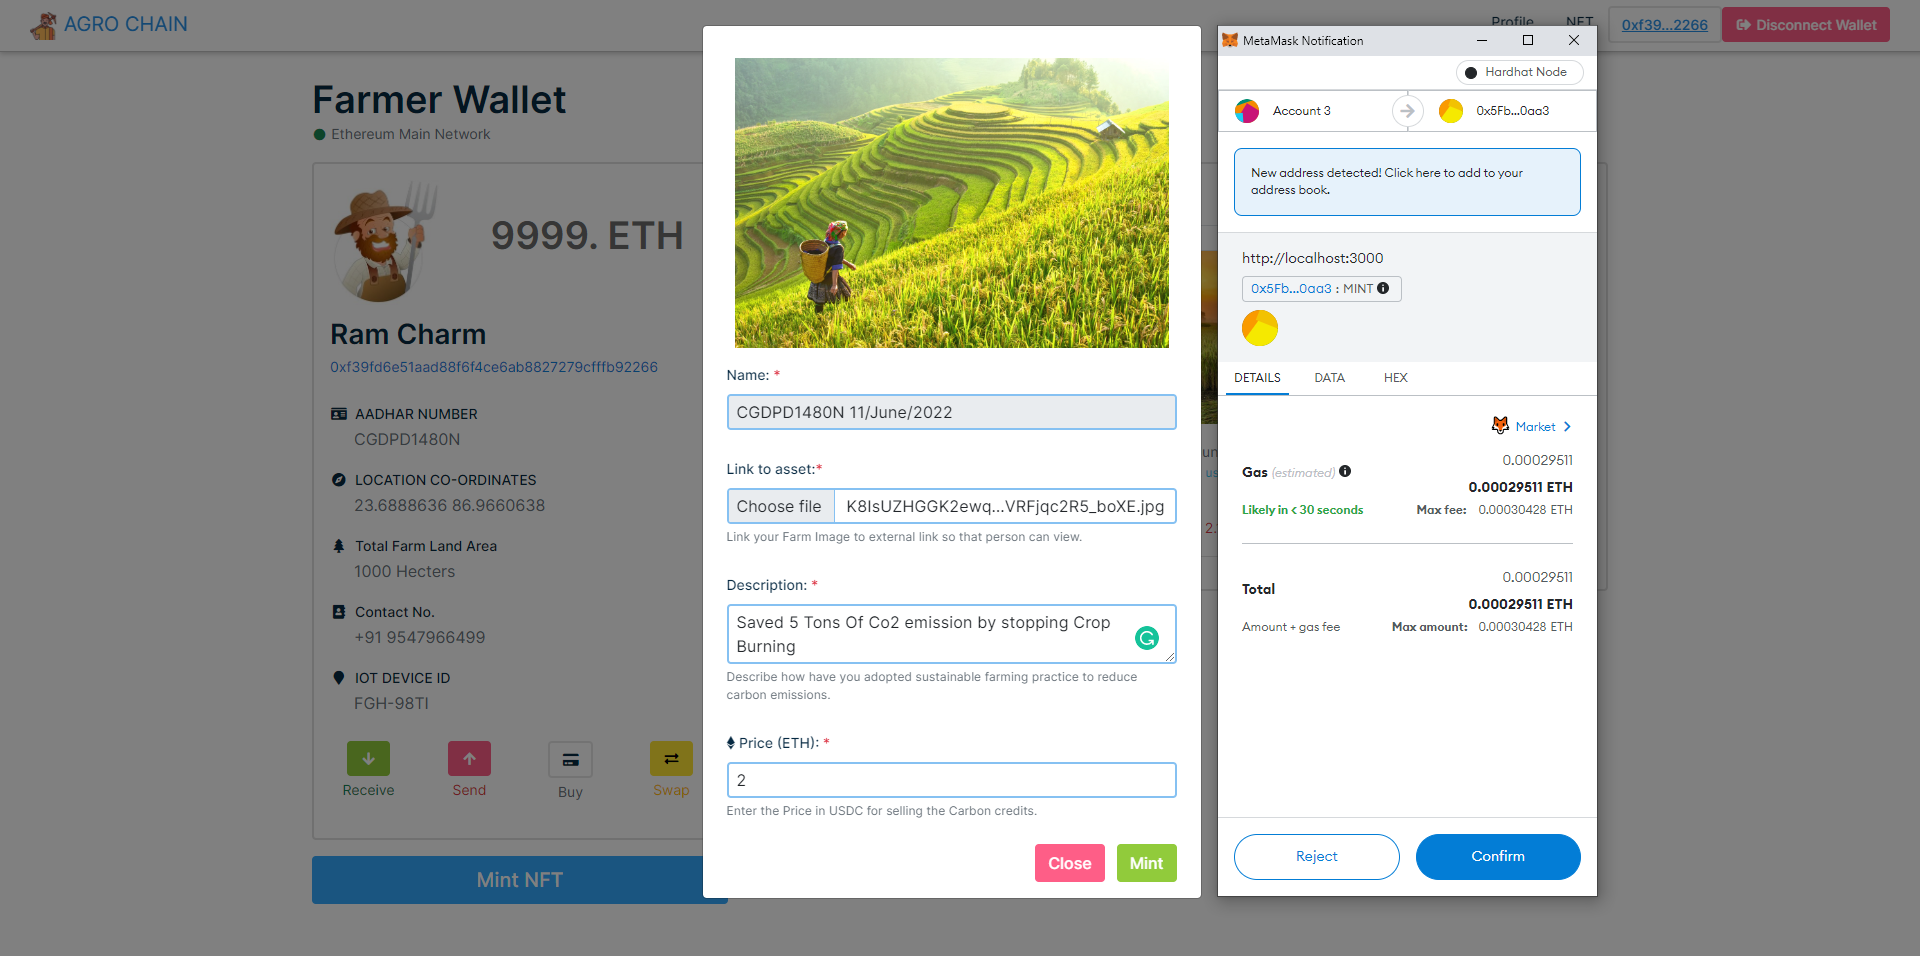 AGRO CHAIN
Profile
NFT
0xf39...2266
Disconnect Wallet
Farmer Wallet
Ethereum Main Network
9999. ETH
Ram Charm
0xf39fd6e51aad88f6f4ce6ab8827279cfffb92266
AADHAR NUMBER
CGDPD1480N
LOCATION CO-ORDINATES
23.6888636 86.9660638
Total Farm Land Area
1000 Hecters
Contact No.
+91 9547966499
IOT DEVICE ID
FGH-98TI
Receive
Send
Buy
Swap
Mint NFT
Name: *
CGDPD1480N 11/June/2022
Link to asset:*
Choose file
K8IsUZHGGK2ewq...VRFjqc2R5_boXE.jpg
Link your Farm Image to external link so that person can view.
Description: *
Saved 5 Tons Of Co2 emission by stopping Crop
Burning
Describe how have you adopted sustainable farming practice to reduce
carbon emissions.
Price (ETH): *
2
Enter the Price in USDC for selling the Carbon credits.
Close
Mint
un
us
2.
MetaMask Notification
Hardhat Node
Account 3
0x5Fb...0aa3
New address detected! Click here to add to your
address book.
http://localhost:3000
0x5Fb...0aa3 : MINT
DETAILS
DATA
HEX
Market
0.00029511
Gas (estimated)
0.00029511 ETH
Likely in < 30 seconds
Max fee: 0.00030428 ETH
0.00029511
Total
0.00029511 ETH
Amount + gas fee
Max amount: 0.00030428 ETH
Reject
Confirm